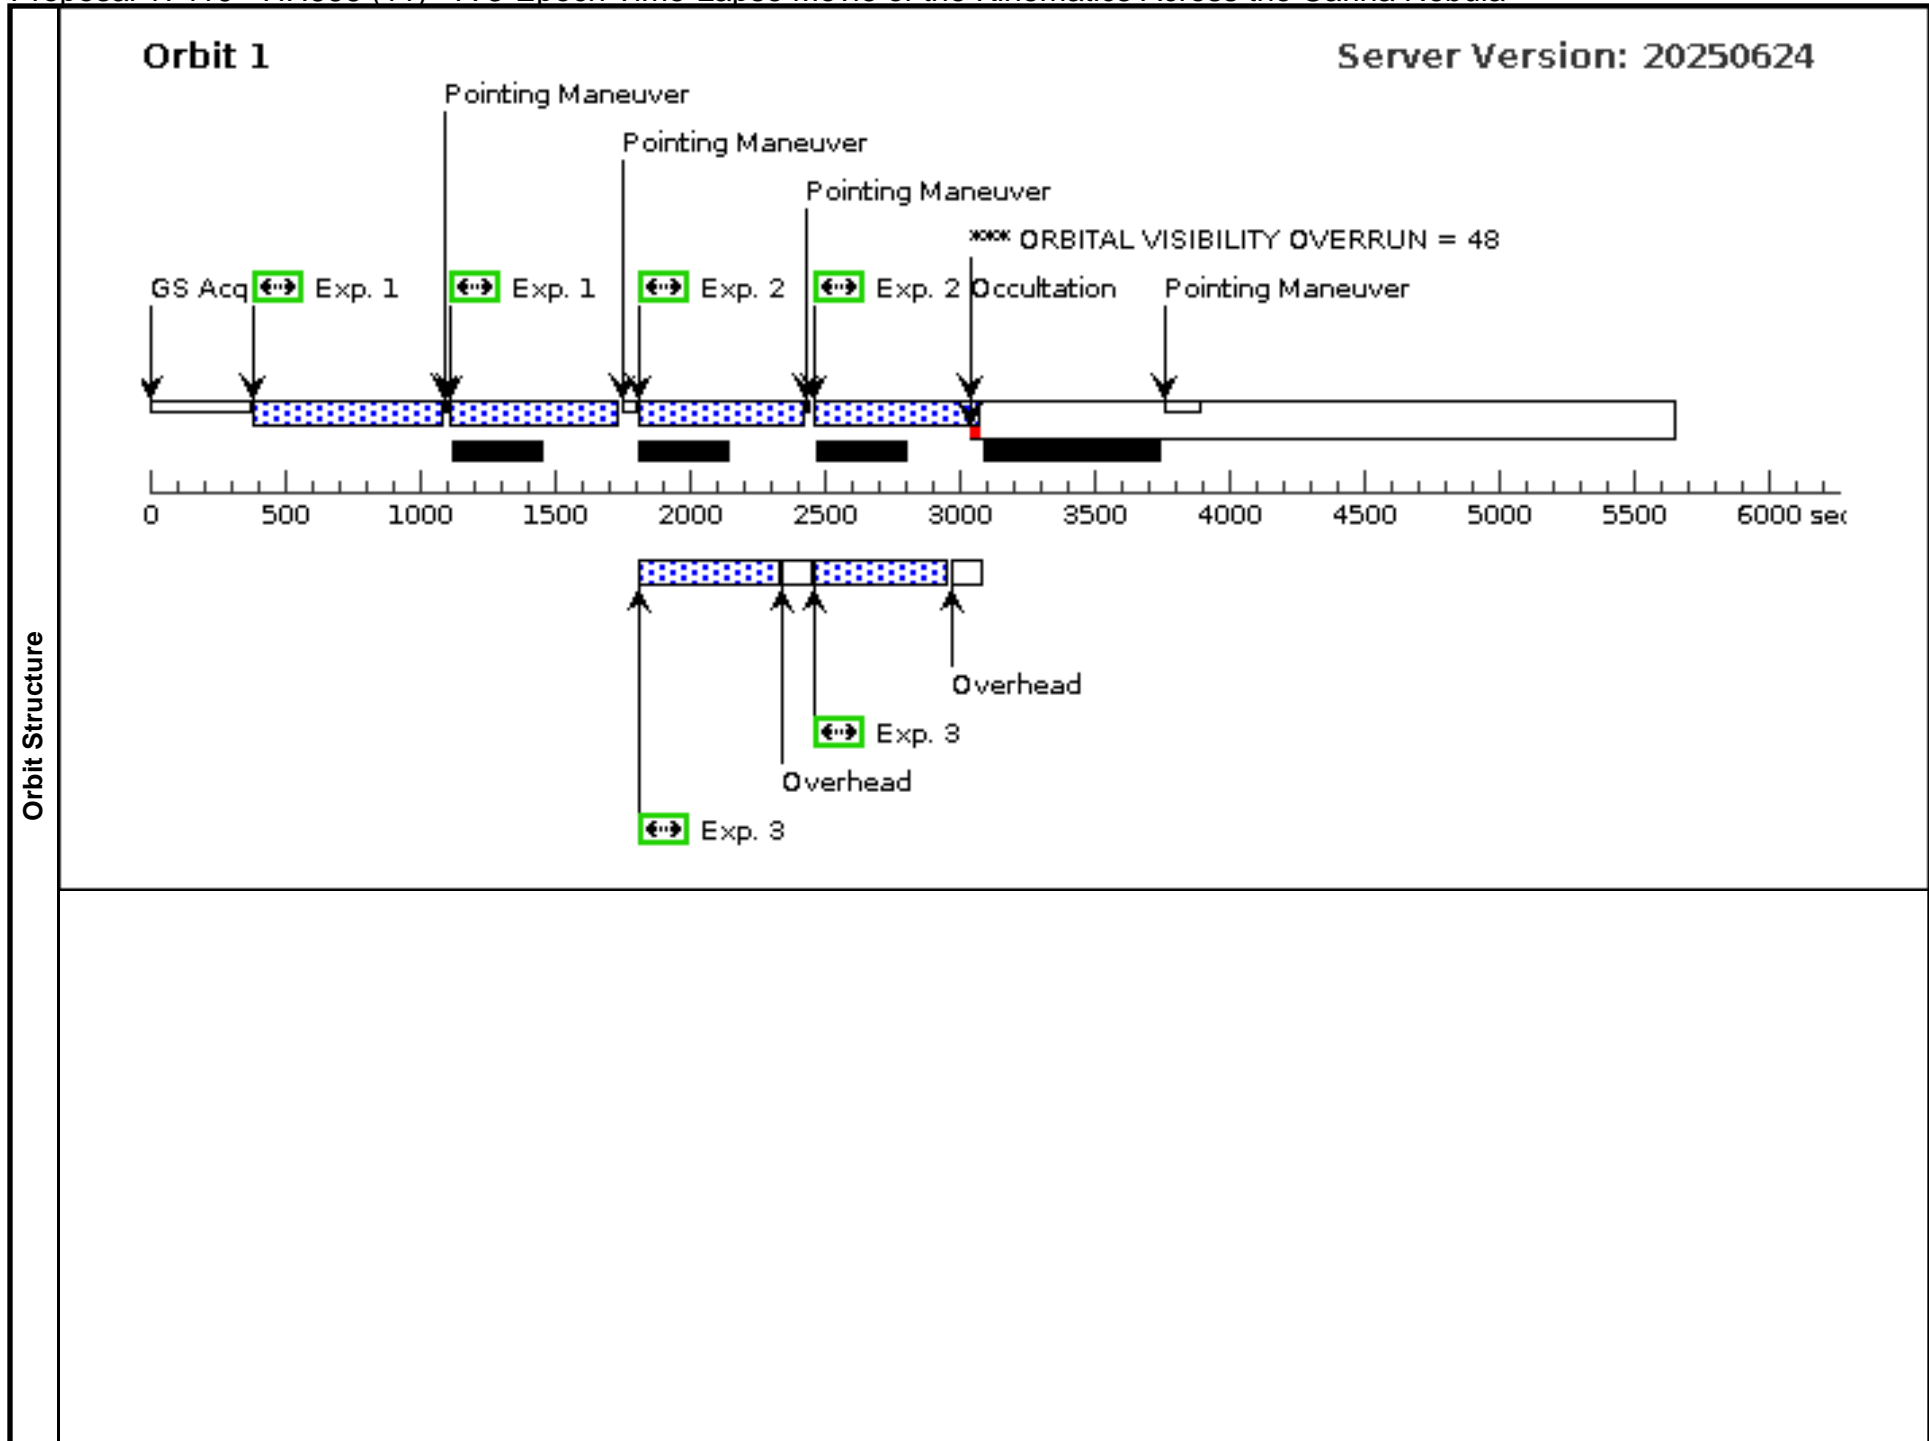 Orbit 1
Server Version: 20250624
Pointing Maneuver
Pointing Maneuver
Pointing Maneuver
**** ORBITAL VISIBILITY OVERRUN = 48
GS Acq Exp. 1 Exp. 1 Exp. 2 Exp. 2 Occultation Pointing Maneuver
0 500 1000 1500 2000 2500 3000 3500 4000 4500 5000 5500 6000 sec
Overhead
Exp. 3
Overhead
Exp. 3
Orbit Structure